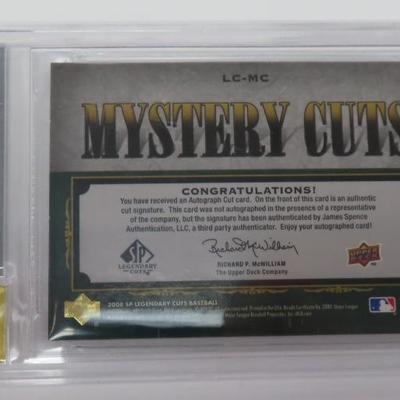 LC-MC
MYSTERY CUTS
CONGRATULATIONS!
You have received an Autograph Cut card. On the front of this card is an authentic
cut signature. This card was not autographed in the presence of a representative
of the company, but the signature has been authenticated by James Spence
Authentication, LLC, a third party authenticator. Enjoy your autographed card!
SP
LEGENDARY
CUTS
Richard P. McWilliam
RICHARD P. McWILLIAM
The Upper Deck Company
UPPER DECK
2008 SP LEGENDARY CUTS BASEBALL